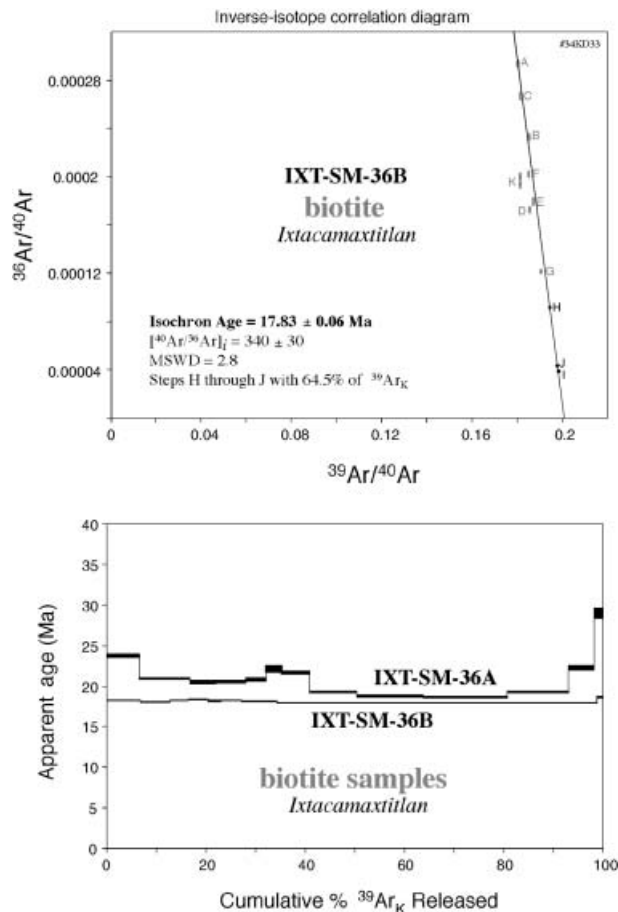 Inverse-isotope correlation diagram
#34KD33
0.00028
0.0002
0.00012
0.00004
³⁶Ar/⁴⁰Ar
A
C
B
F
K
E
D
G
H
J
I
IXT-SM-36B
biotite
Ixtacamaxtitlan
Isochron Age = 17.83 ± 0.06 Ma
[⁴⁰Ar/³⁶Ar]i = 340 ± 30
MSWD = 2.8
Steps H through J with 64.5% of ³⁹ArK
0 0.04 0.08 0.12 0.16 0.2
³⁹Ar/⁴⁰Ar
40
35
30
25
20
15
10
5
0
Apparent age (Ma)
IXT-SM-36A
IXT-SM-36B
biotite samples
Ixtacamaxtitlan
0 20 40 60 80 100
Cumulative % ³⁹ArK Released